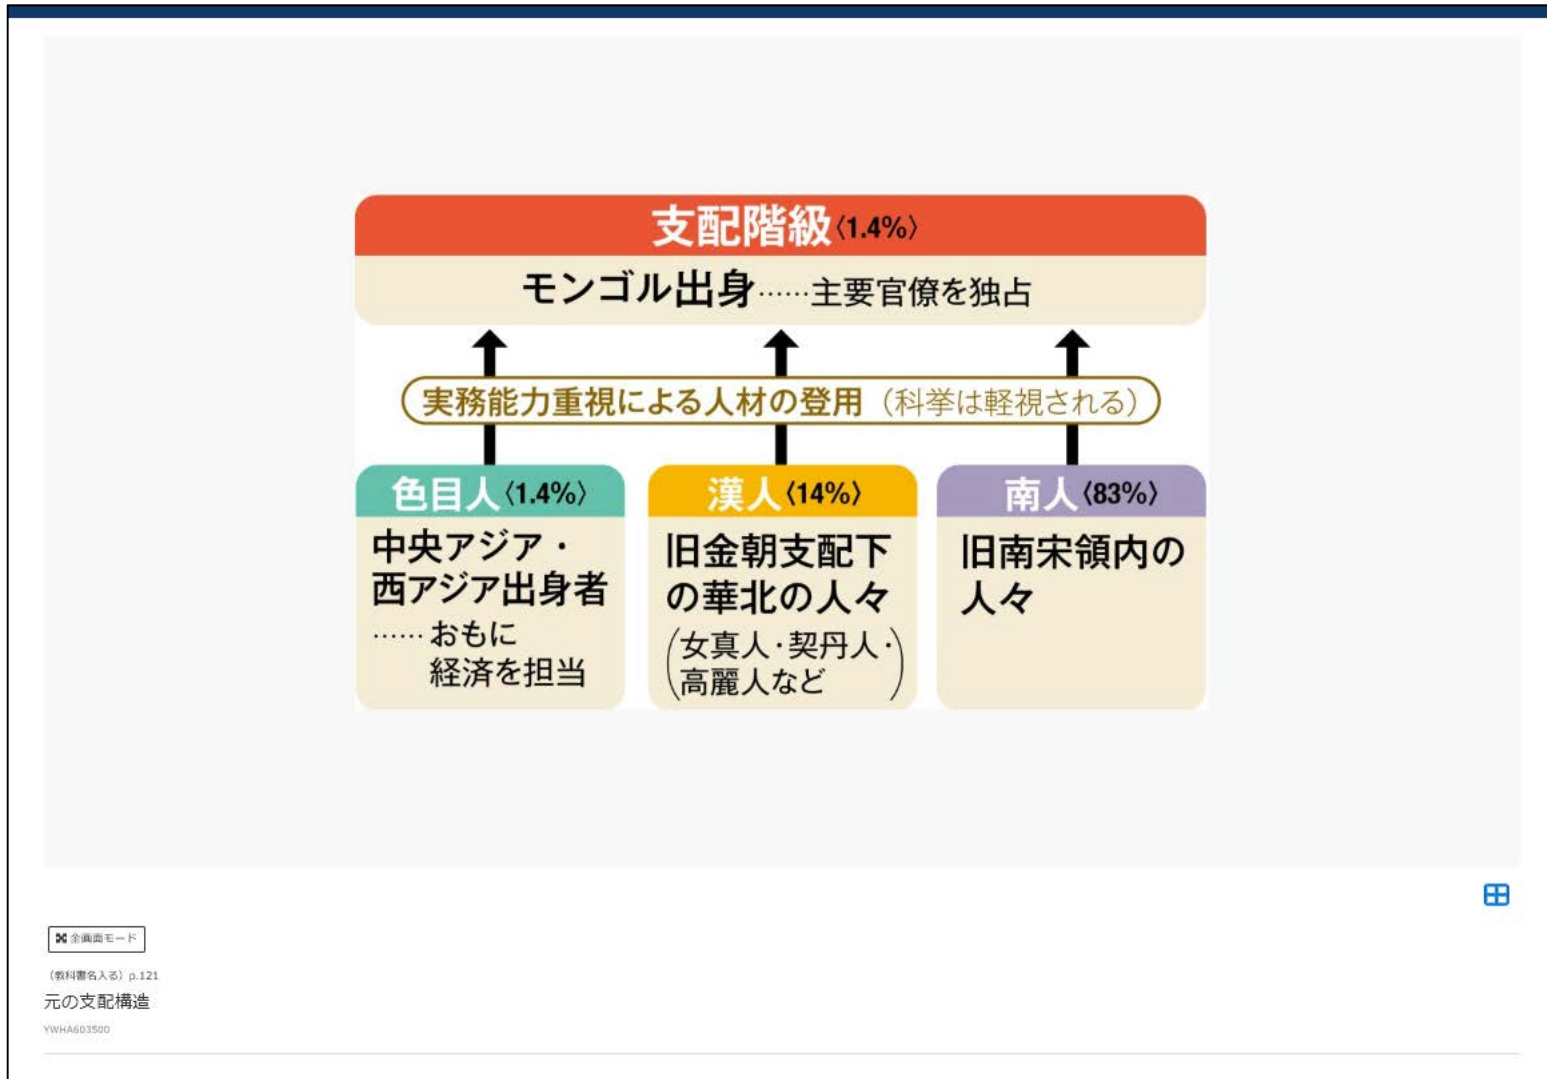 支配階級〈1.4%〉
モンゴル出身……主要官僚を独占
実務能力重視による人材の登用（科挙は軽視される）
色目人〈1.4%〉
中央アジア・
西アジア出身者
……おもに
経済を担当
漢人〈14%〉
旧金朝支配下
の華北の人々
(女真人・契丹人・
高麗人など)
南人〈83%〉
旧南宋領内の
人々
全画面モード
（教科書名入る）p.121
元の支配構造
YWHA603500